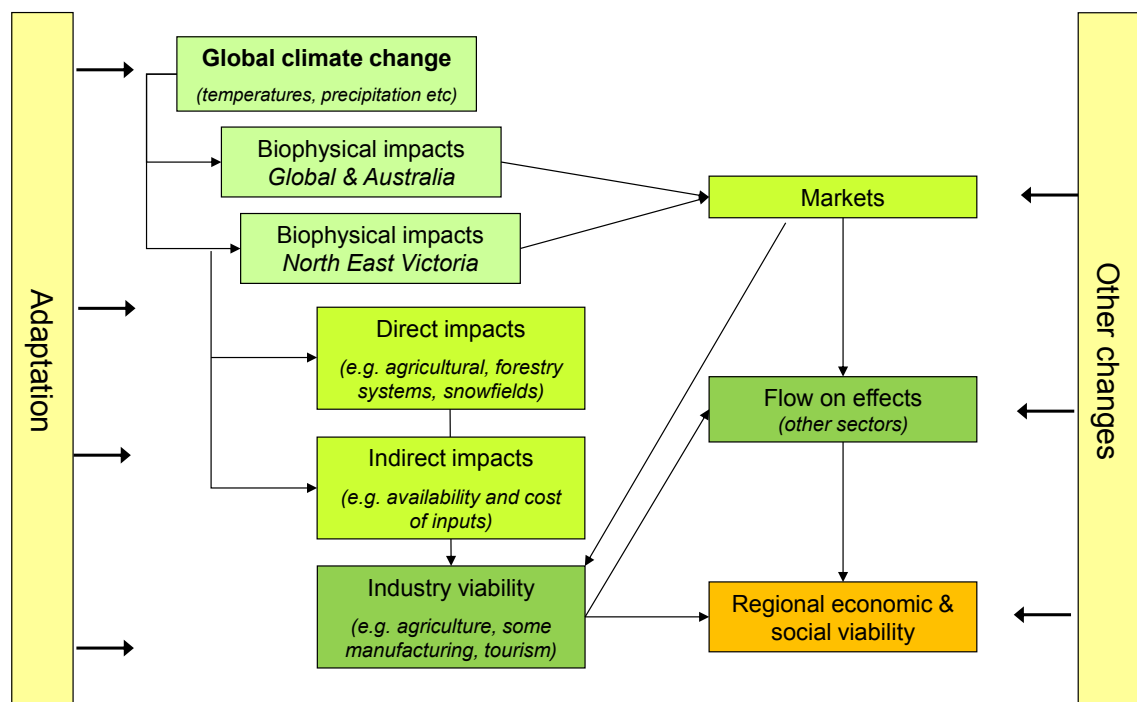 Adaptation
Global climate change
(temperatures, precipitation etc)
Biophysical impacts
Global & Australia
Biophysical impacts
North East Victoria
Direct impacts
(e.g. agricultural, forestry
systems, snowfields)
Indirect impacts
(e.g. availability and cost
of inputs)
Industry viability
(e.g. agriculture, some
manufacturing, tourism)
Markets
Flow on effects
(other sectors)
Regional economic &
social viability
Other changes